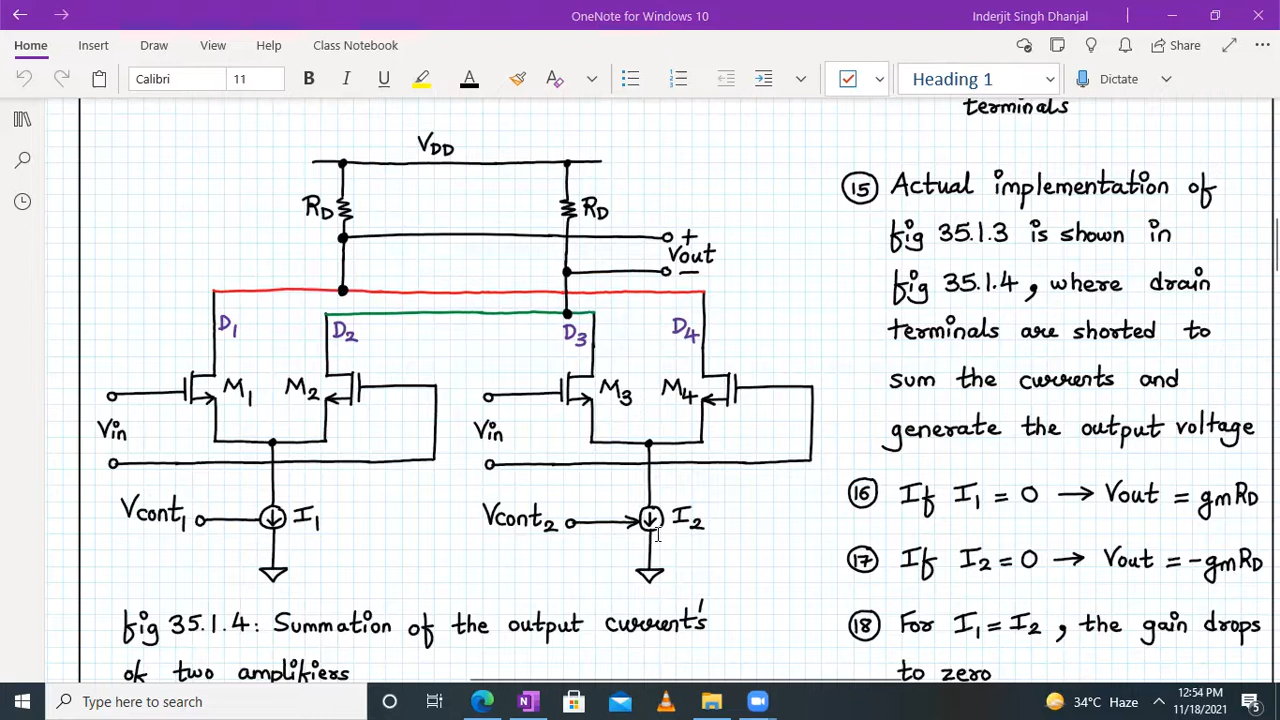 OneNote for Windows 10
Inderjit Singh Dhanjal
Home Insert Draw View Help Class Notebook
Share
Calibri 11 B I U A A Heading 1 Dictate
terminals
VDD
RD RD
+
Vout
−
D1 D2 D3 D4
M1 M2 M3 M4
Vin Vin
Vcont1 I1 Vcont2 I2
fig 35.1.4: Summation of the output current's
of two amplifiers
15 Actual implementation of
fig 35.1.3 is shown in
fig 35.1.4, where drain
terminals are shorted to
sum the currents and
generate the output voltage
16 If I1 = 0 → Vout = gmRD
17 If I2 = 0 → Vout = -gmRD
18 For I1 = I2, the gain drops
to zero
Type here to search
34°C Haze
12:54 PM
11/18/2021
5